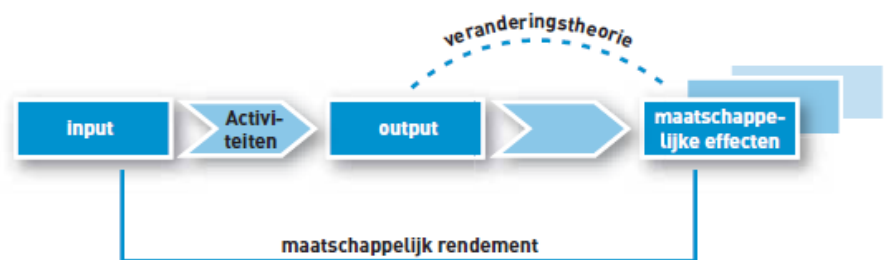 veranderingstheorie
input
Activi-
teiten
output
maatschappe-
lijke effecten
maatschappelijk rendement